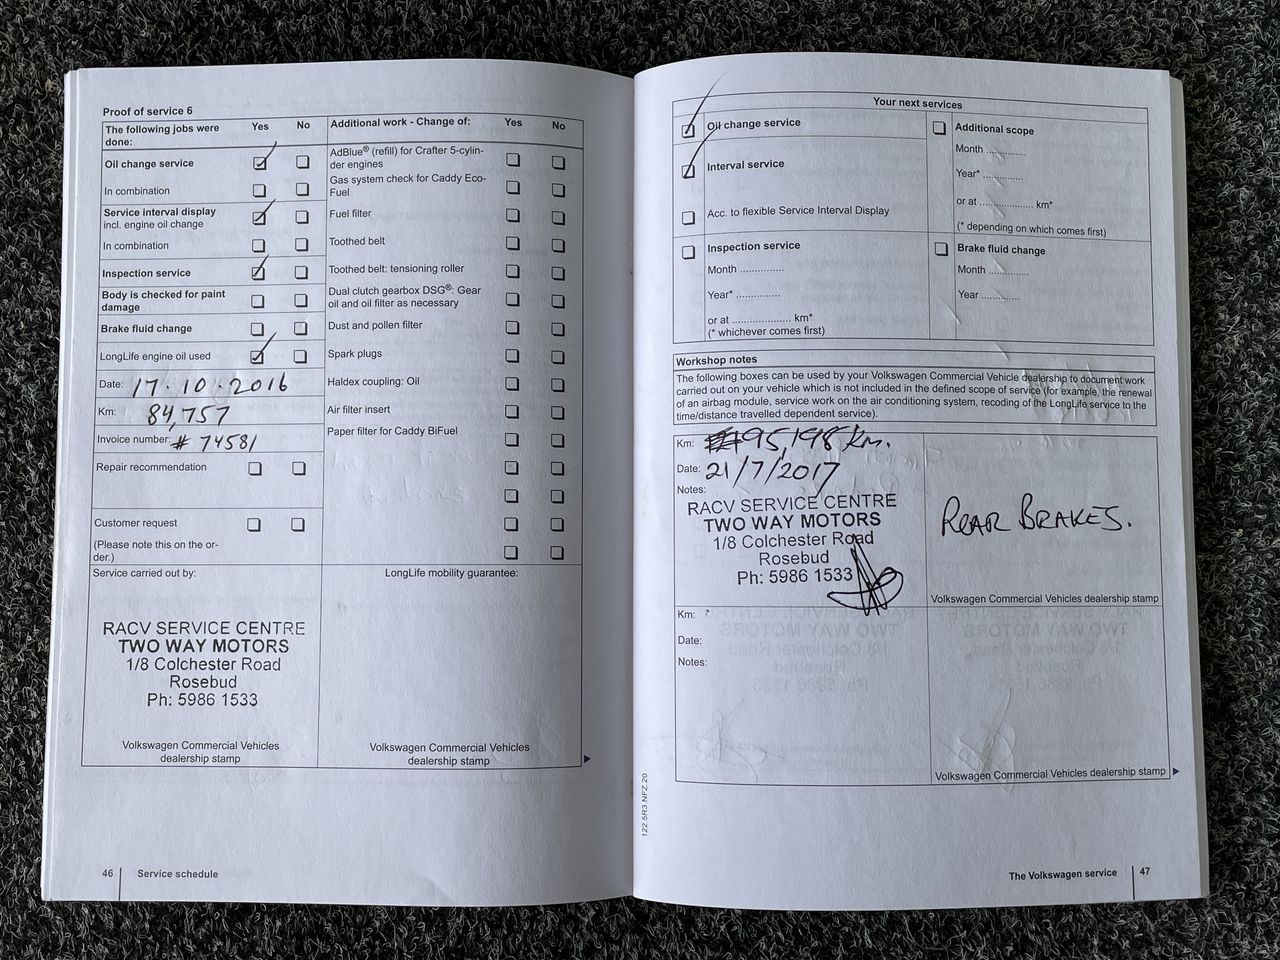 Proof of service 6
The following jobs were done: Yes No
Oil change service
In combination
Service interval display
incl. engine oil change
In combination
Inspection service
Body is checked for paint
damage
Brake fluid change
LongLife engine oil used
Date: 17.10.2016
Km: 84,757
Invoice number: # 74581
Repair recommendation
Customer request
(Please note this on the or-
der.)
Additional work - Change of: Yes No
AdBlue® (refill) for Crafter 5-cylin-
der engines
Gas system check for Caddy Eco-
Fuel
Fuel filter
Toothed belt
Toothed belt: tensioning roller
Dual clutch gearbox DSG®: Gear
oil and oil filter as necessary
Dust and pollen filter
Spark plugs
Haldex coupling: Oil
Air filter insert
Paper filter for Caddy BiFuel
Service carried out by:
RACV SERVICE CENTRE
TWO WAY MOTORS
1/8 Colchester Road
Rosebud
Ph: 5986 1533
Volkswagen Commercial Vehicles
dealership stamp
LongLife mobility guarantee:
Volkswagen Commercial Vehicles
dealership stamp
46 Service schedule
Your next services
Oil change service
Interval service
Acc. to flexible Service Interval Display
Inspection service
Month ..............
Year* ..............
or at ................... km*
(* whichever comes first)
Additional scope
Month .............
Year* .............
or at ................. km*
(* depending on which comes first)
Brake fluid change
Month .............
Year .............
Workshop notes
The following boxes can be used by your Volkswagen Commercial Vehicle dealership to document work
carried out on your vehicle which is not included in the defined scope of service (for example, the renewal
of an airbag module, service work on the air conditioning system, recoding of the LongLife service to the
time/distance travelled dependent service).
Km: 95,198 km.
Date: 21/7/2017
Notes:
RACV SERVICE CENTRE
TWO WAY MOTORS
1/8 Colchester Road
Rosebud
Ph: 5986 1533
REAR BRAKES.
Volkswagen Commercial Vehicles dealership stamp
Km:
Date:
Notes:
Volkswagen Commercial Vehicles dealership stamp
122.5R3.NFZ.20
The Volkswagen service 47